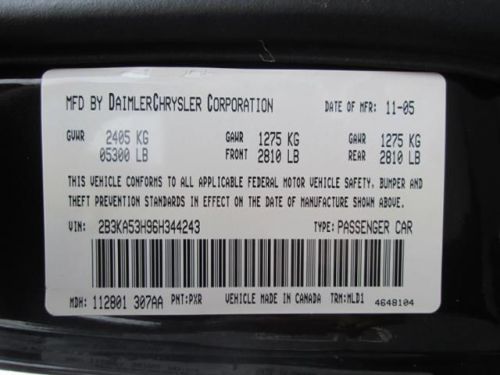 MFD BY DAIMLERCHRYSLER CORPORATION DATE OF MFR: 11-05
GVWR 2405 KG GAWR 1275 KG GAWR 1275 KG
05300 LB FRONT 2810 LB REAR 2810 LB
THIS VEHICLE CONFORMS TO ALL APPLICABLE FEDERAL MOTOR VEHICLE SAFETY, BUMPER AND
THEFT PREVENTION STANDARDS IN EFFECT ON THE DATE OF MANUFACTURE SHOWN ABOVE.
VIN: 2B3KA53H96H344243 TYPE: PASSENGER CAR
MDH: 112801 307AA PNT:PXR VEHICLE MADE IN CANADA TRM:MLD1 4648104